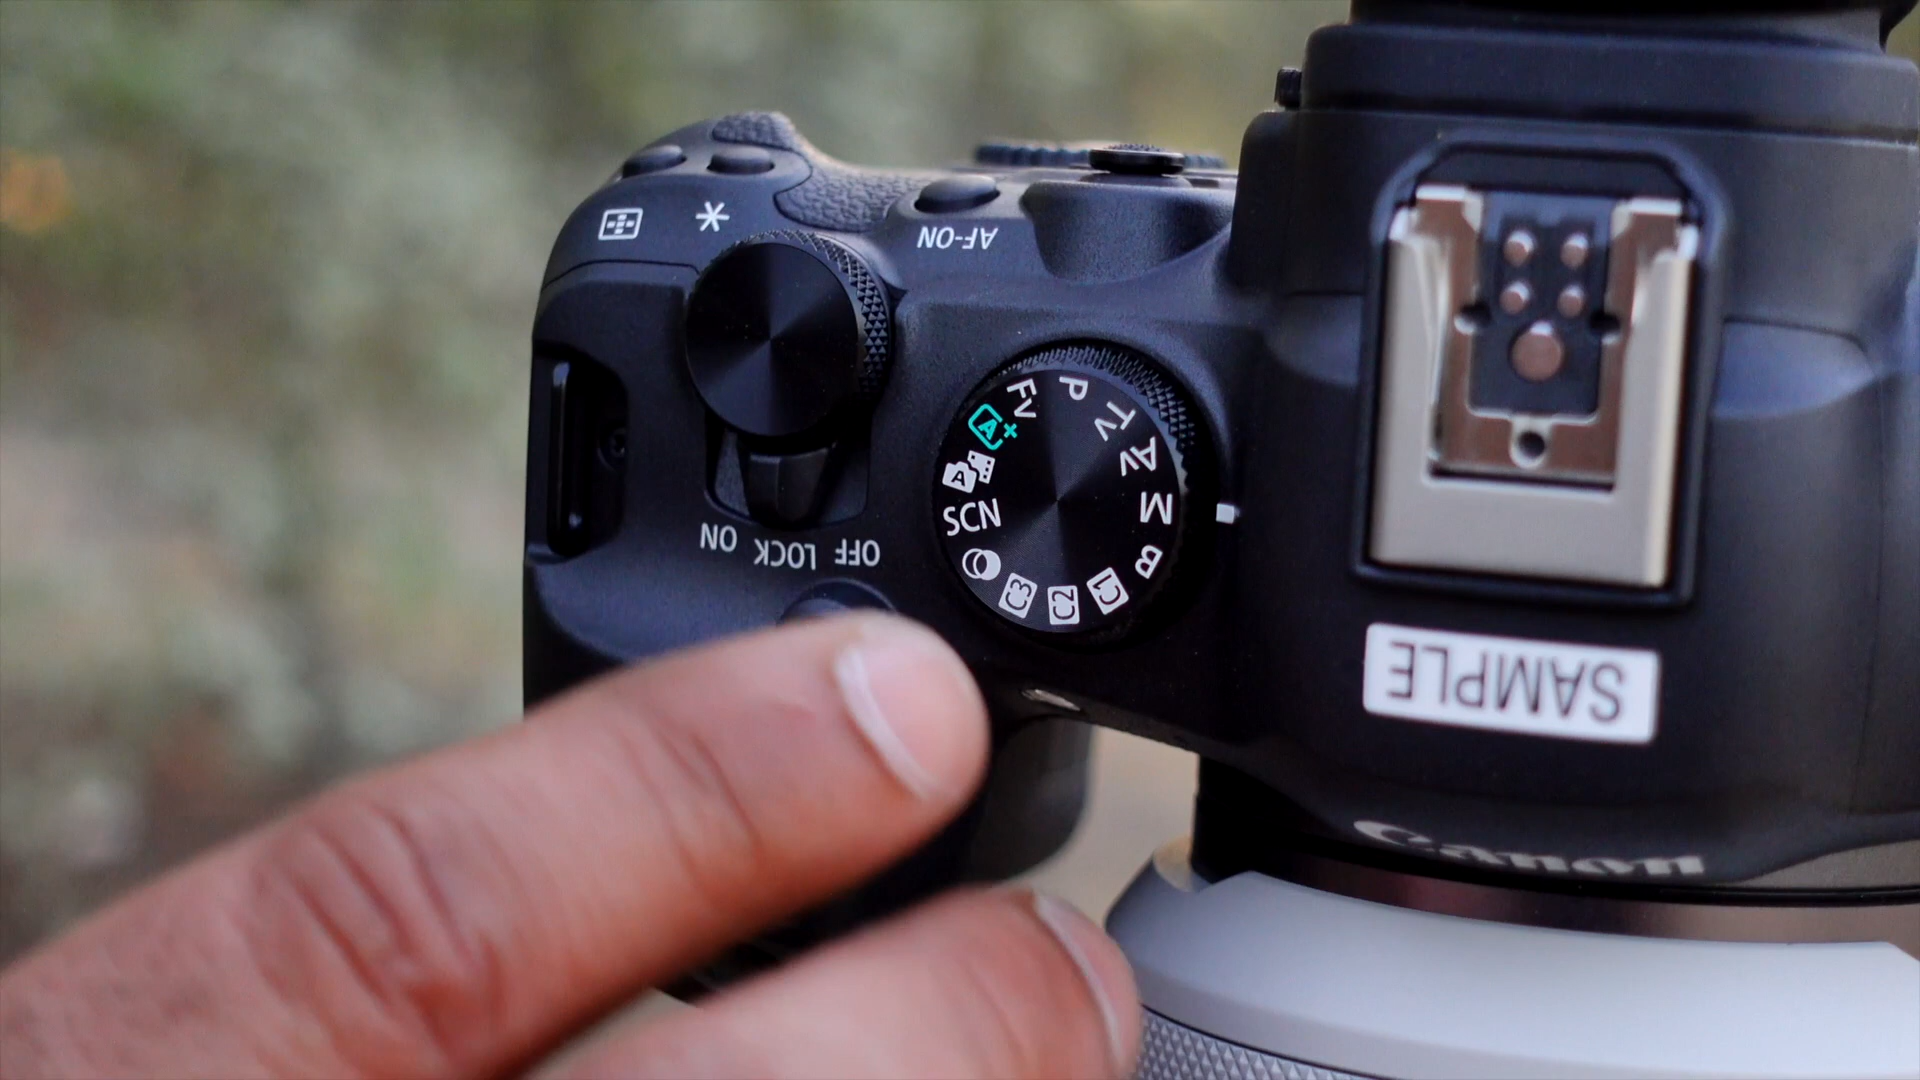 AF-ON
ON LOCK OFF
Fv
P
Tv
Av
M
B
C1
C2
C3
SCN
A
A+
SAMPLE
Canon